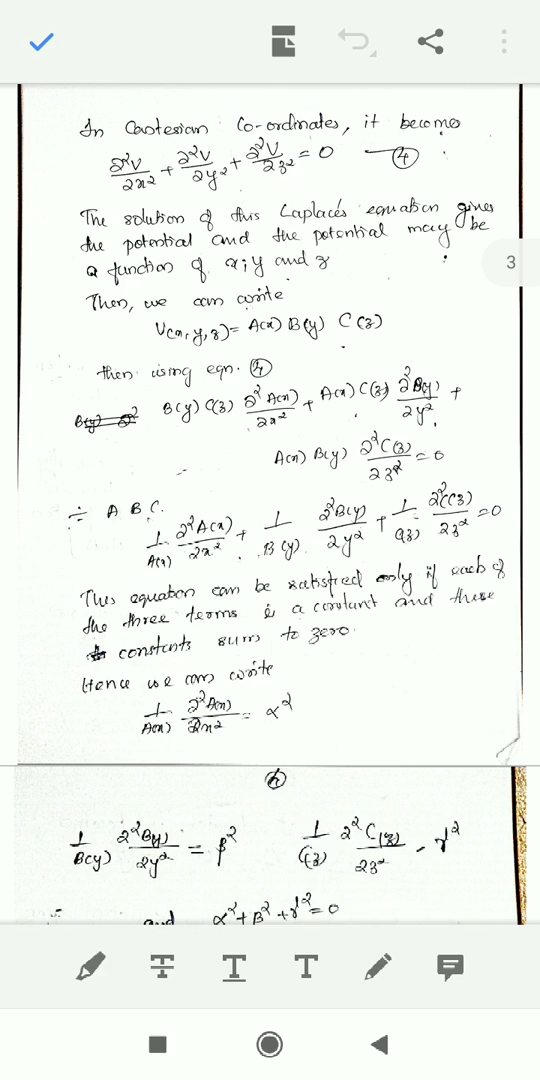 In Cartesian Co-ordinates, it becomes
∂²V/∂x² + ∂²V/∂y² + ∂²V/∂z² = 0 — ④
The solution of this Laplace's equation gives
the potential and the potential may be
a function of x, y and z
3
Then, we can write
V(x, y, z) = A(x) B(y) C(z)
then using eqn. ④
B(y) C(z) ∂²A(x)/∂x² + A(x) C(z) ∂²B(y)/∂y² +
A(x) B(y) ∂²C(z)/∂z² = 0
÷ A B C.
1/A(x) ∂²A(x)/∂x² + 1/B(y) ∂²B(y)/∂y² + 1/C(z) ∂²C(z)/∂z² = 0
This equation can be satisfied only if each of
the three terms is a constant and these
constants sum to zero.
Hence we can write
1/A(x) ∂²A(x)/∂x² = α²
1/B(y) ∂²B(y)/∂y² = β² 1/C(z) ∂²C(z)/∂z² = γ²
and α² + β² + γ² = 0
T T T